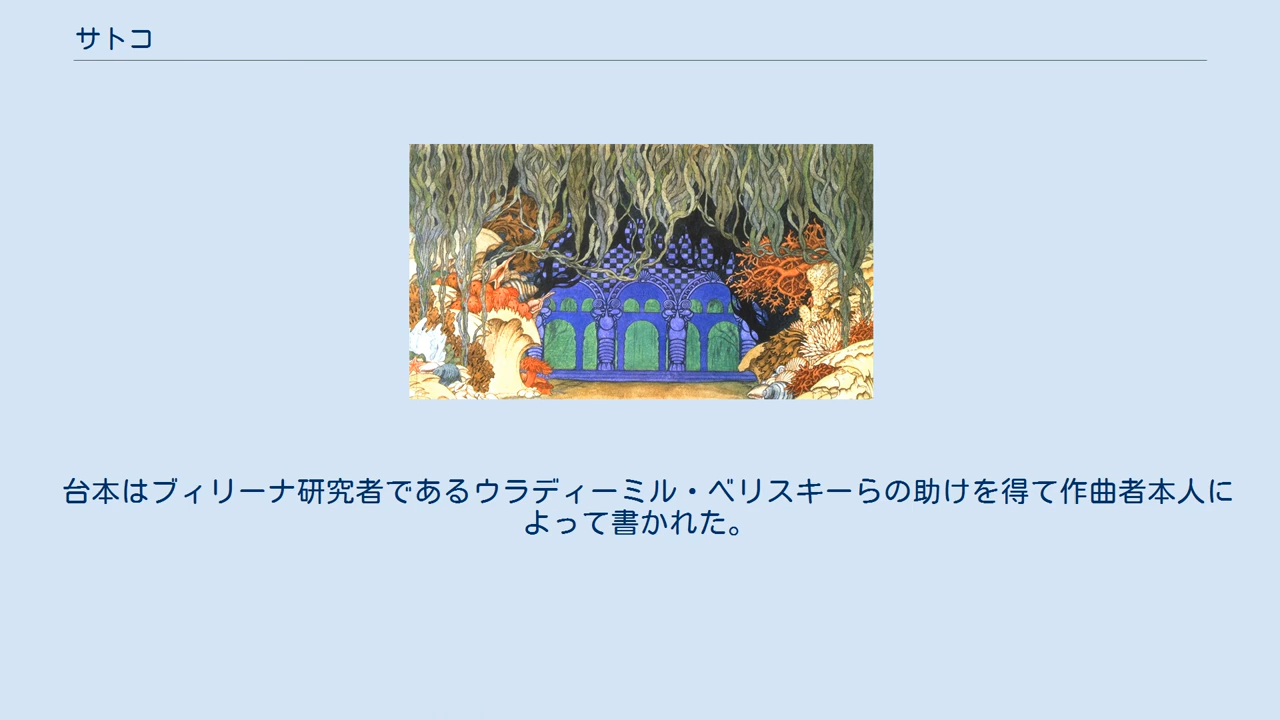 サトコ
台本はブィリーナ研究者であるウラディーミル・ベリスキーらの助けを得て作曲者本人に
よって書かれた。